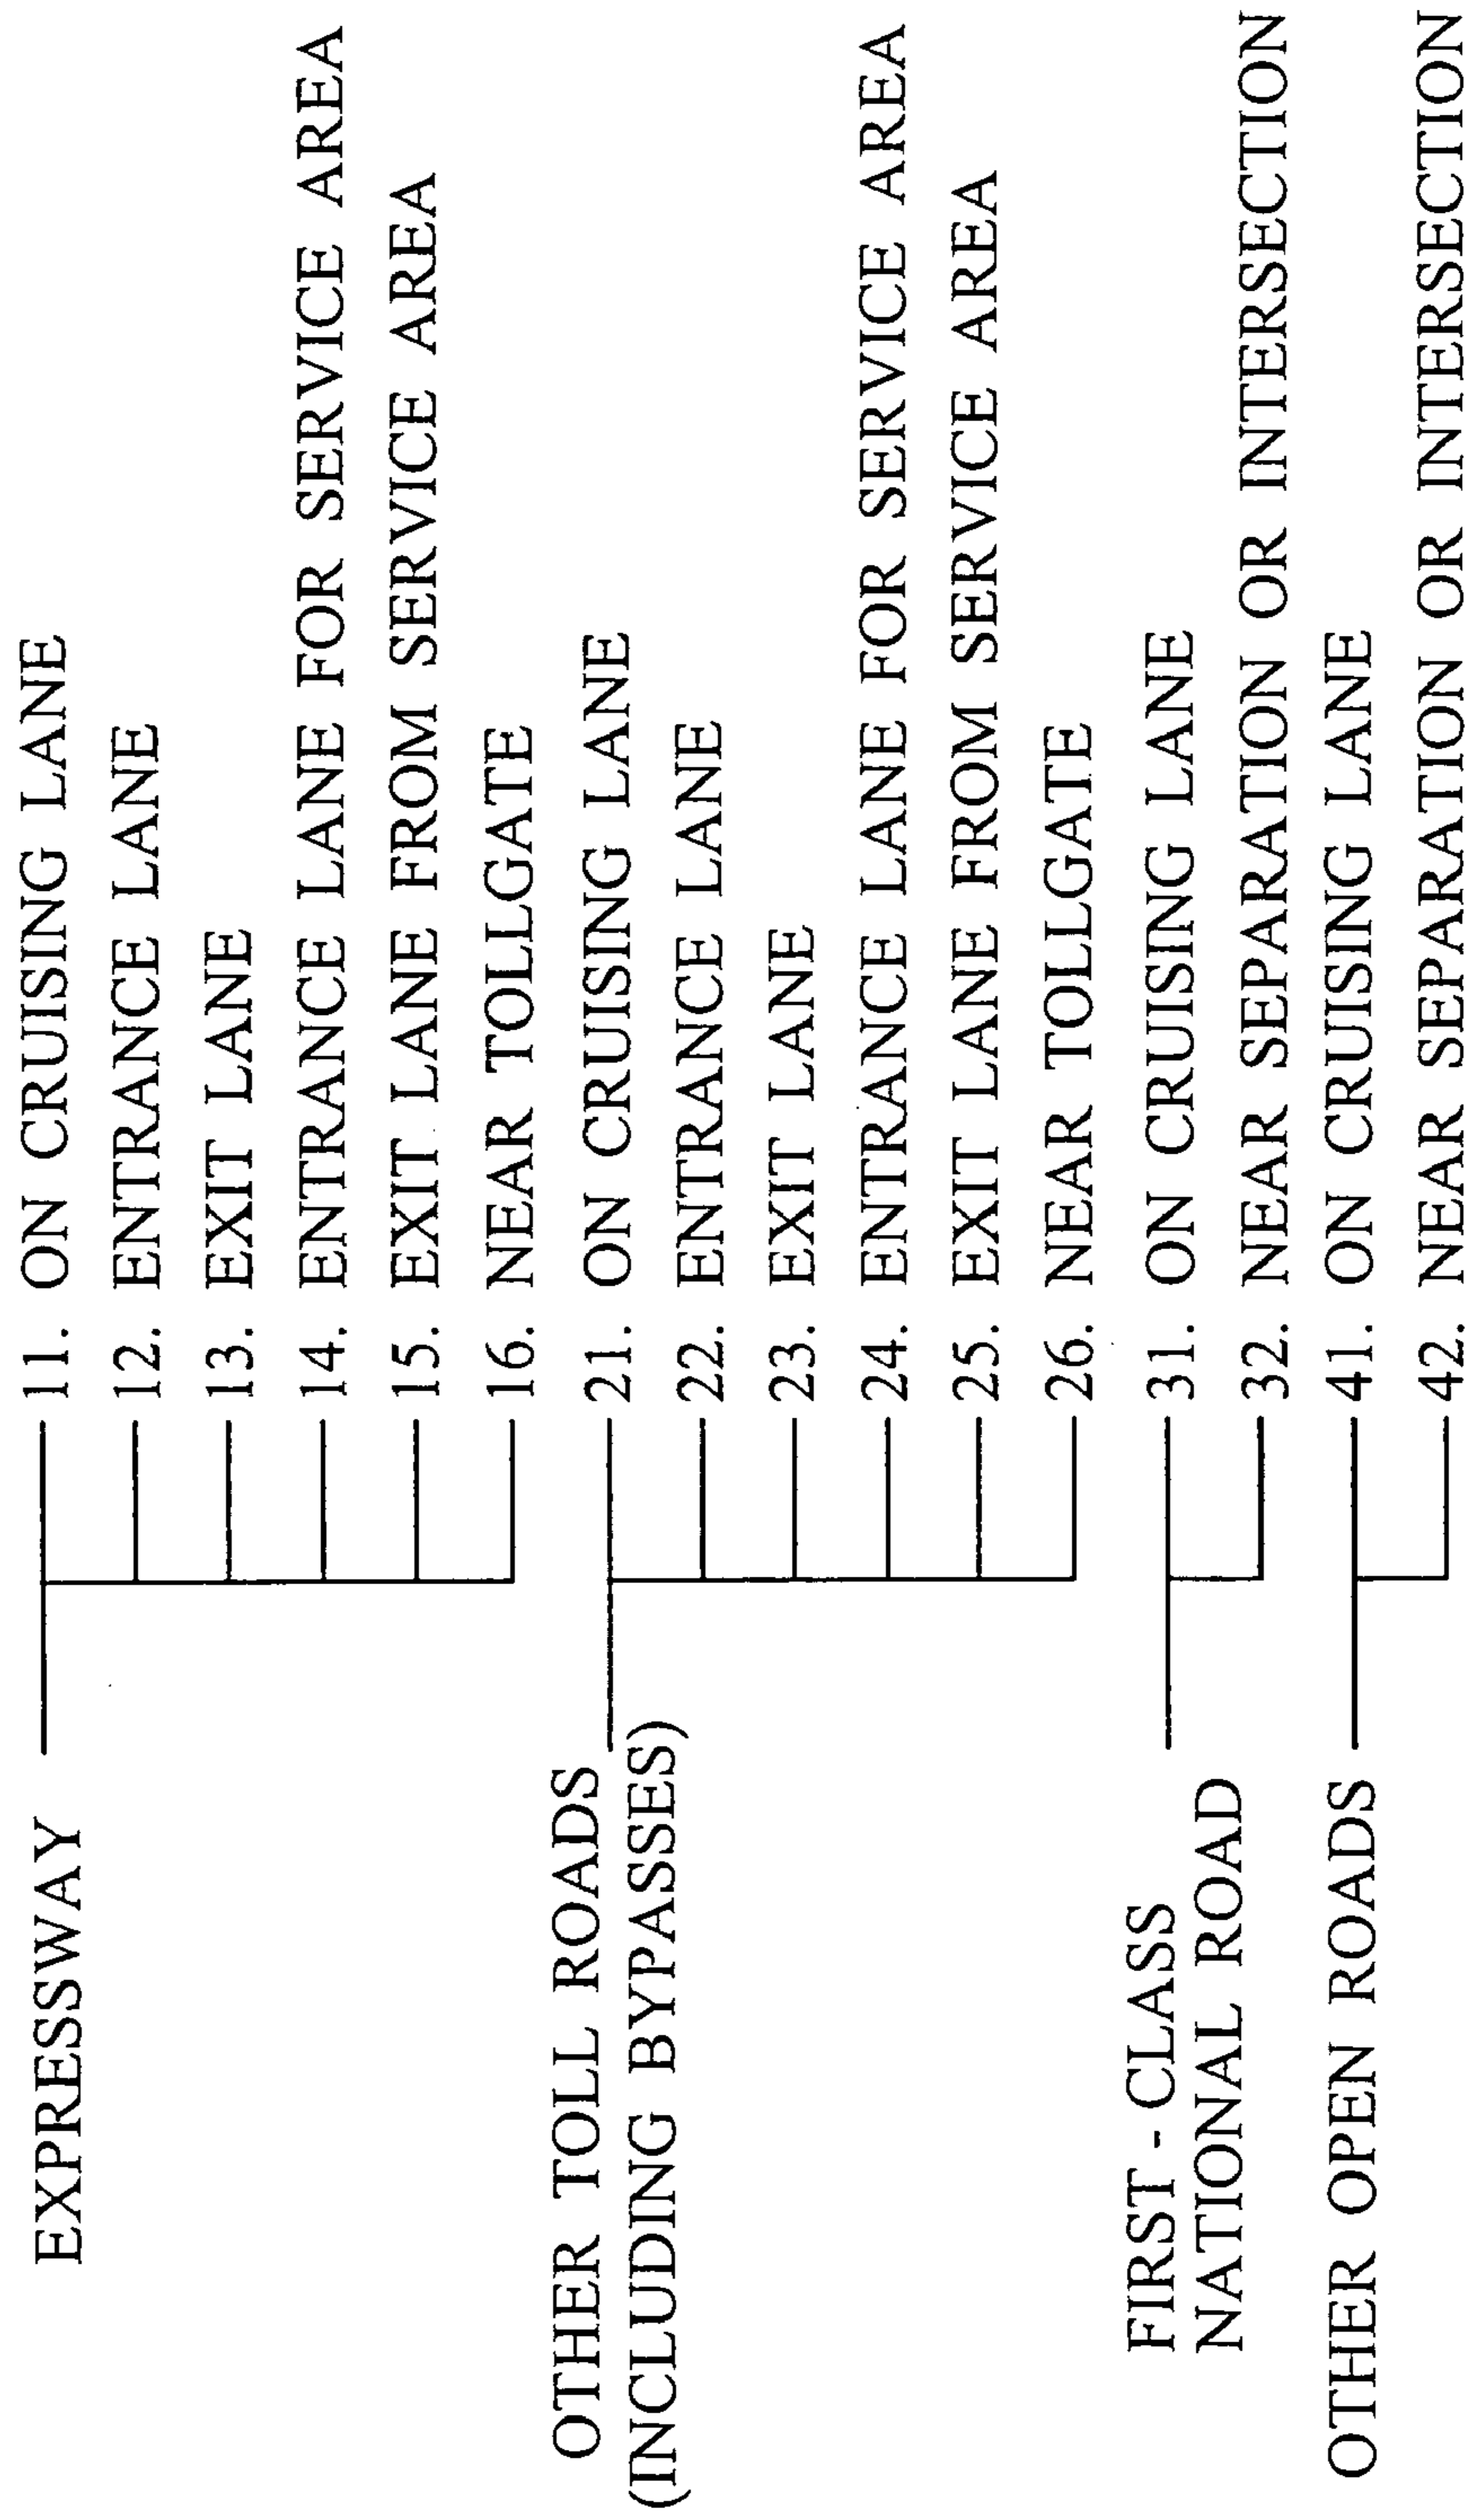 EXPRESSWAY
11. ON CRUISING LANE
12. ENTRANCE LANE
13. EXIT LANE
14. ENTRANCE LANE FOR SERVICE AREA
15. EXIT LANE FROM SERVICE AREA
16. NEAR TOLLGATE
OTHER TOLL ROADS
(INCLUDING BYPASSES)
21. ON CRUISING LANE
22. ENTRANCE LANE
23. EXIT LANE
24. ENTRANCE LANE FOR SERVICE AREA
25. EXIT LANE FROM SERVICE AREA
26. NEAR TOLLGATE
FIRST - CLASS
NATIONAL ROAD
31. ON CRUISING LANE
32. NEAR SEPARATION OR INTERSECTION
OTHER OPEN ROADS
41. ON CRUISING LANE
42. NEAR SEPARATION OR INTERSECTION